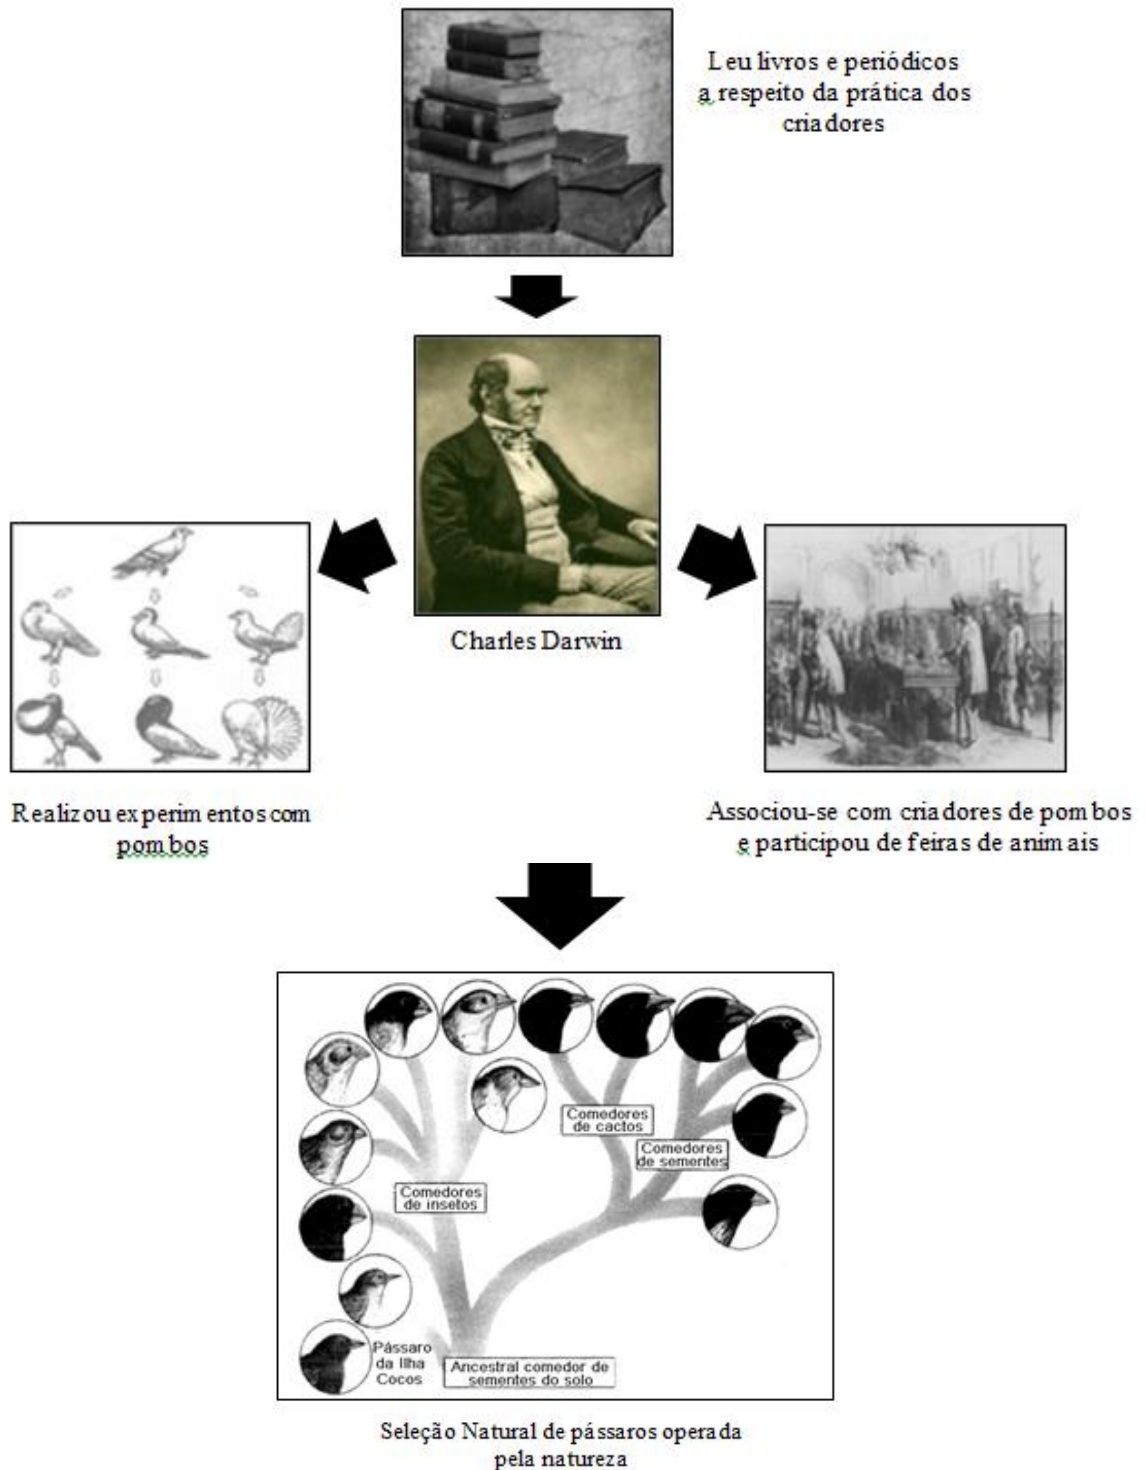 Leu livros e periódicos
a respeito da prática dos
criadores
Charles Darwin
Realizou experimentos com
pombos
Associou-se com criadores de pombos
e participou de feiras de animais
Comedores
de cactos
Comedores
de sementes
Comedores
de insetos
Pássaro
da Ilha
Cocos
Ancestral comedor de
sementes do solo
Seleção Natural de pássaros operada
pela natureza